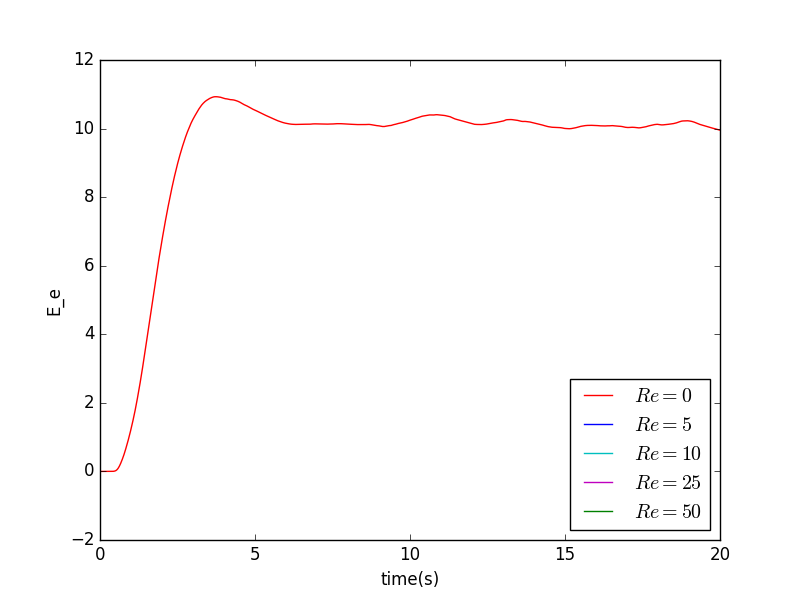 12
10
8
6
4
2
0
−2
E_e
0 5 10 15 20
time(s)
Re = 0
Re = 5
Re = 10
Re = 25
Re = 50